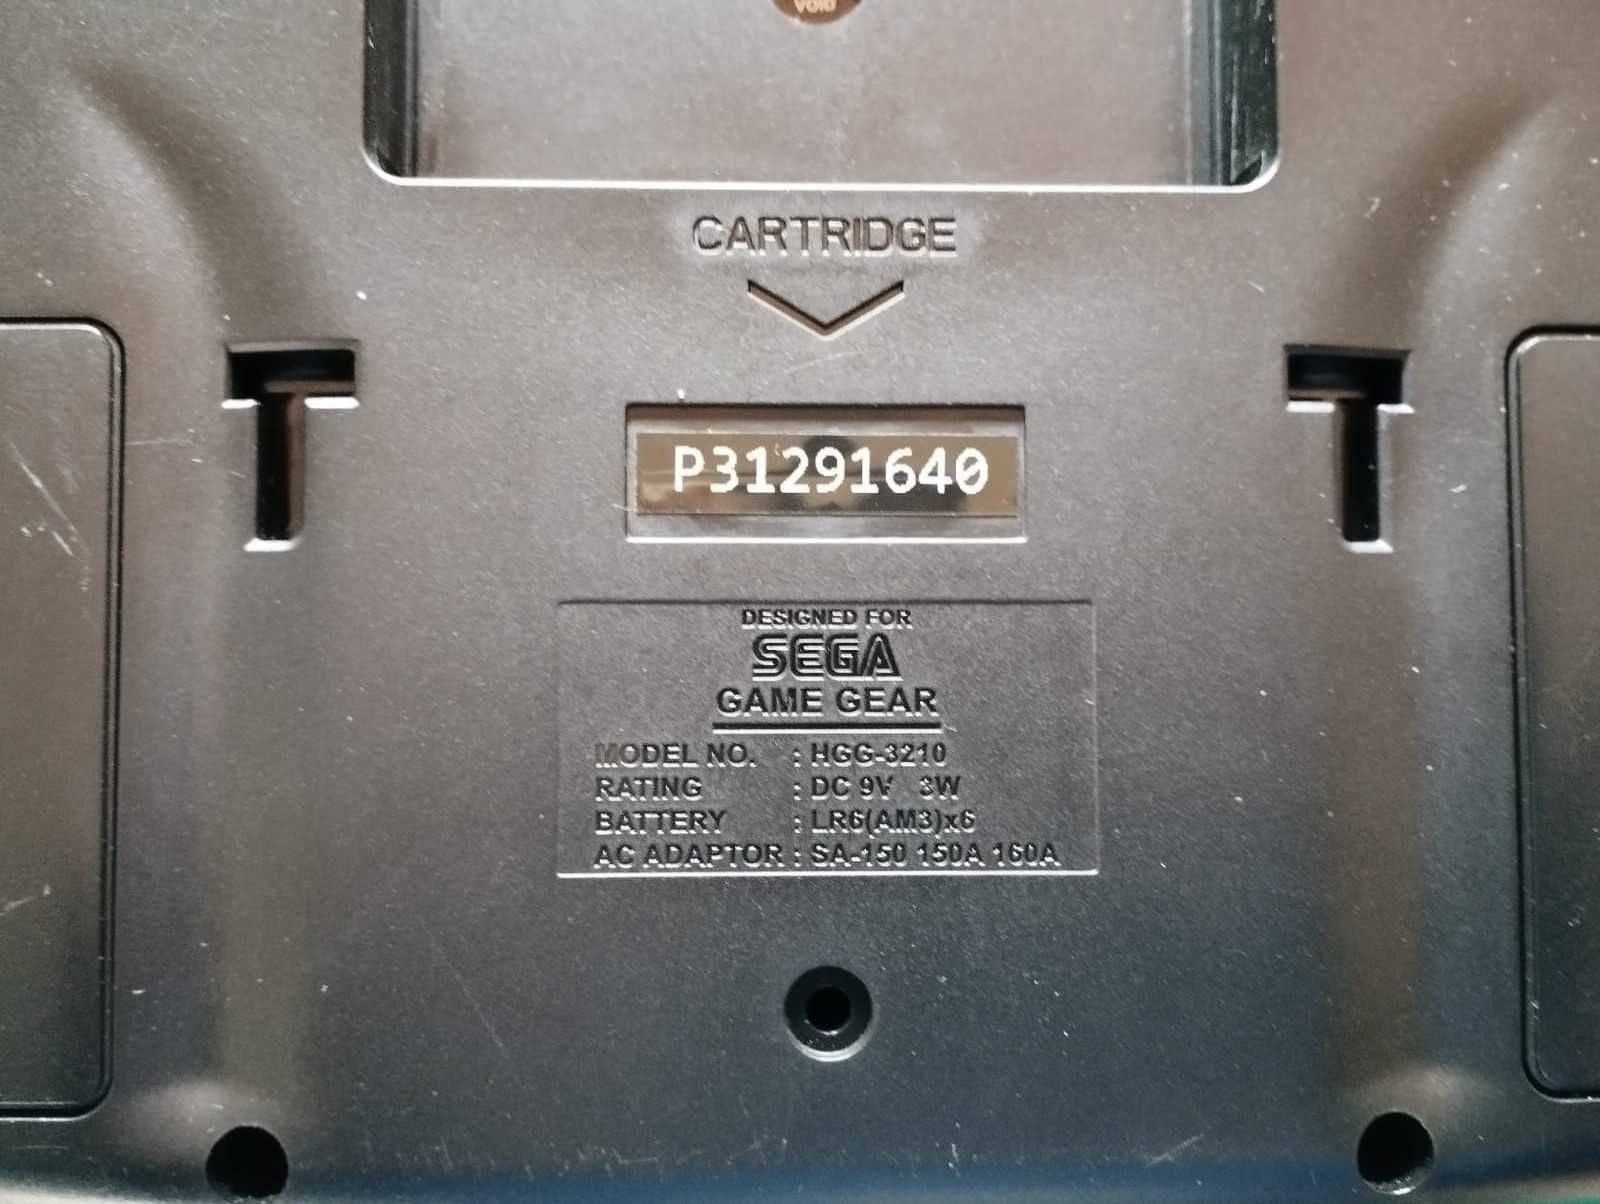 VOID
CARTRIDGE
P31291640
DESIGNED FOR
SEGA
GAME GEAR
MODEL NO. : HGG-3210
RATING : DC 9V 3W
BATTERY : LR6(AM3)x6
AC ADAPTOR : SA-150 150A 160A